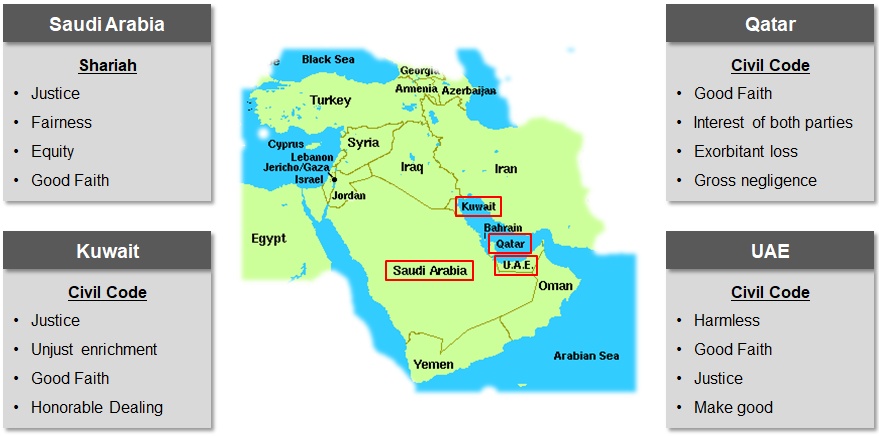 Saudi Arabia
Shariah
• Justice
• Fairness
• Equity
• Good Faith
Kuwait
Civil Code
• Justice
• Unjust enrichment
• Good Faith
• Honorable Dealing
Black Sea
Georgia
Armenia
Azerbaijan
Turkey
Cyprus
Syria
Lebanon
Jericho/Gaza
Israel
Iraq
Iran
Jordan
Kuwait
Egypt
Bahrain
Qatar
U.A.E.
Saudi Arabia
Oman
Arabian Sea
Yemen
Qatar
Civil Code
• Good Faith
• Interest of both parties
• Exorbitant loss
• Gross negligence
UAE
Civil Code
• Harmless
• Good Faith
• Justice
• Make good